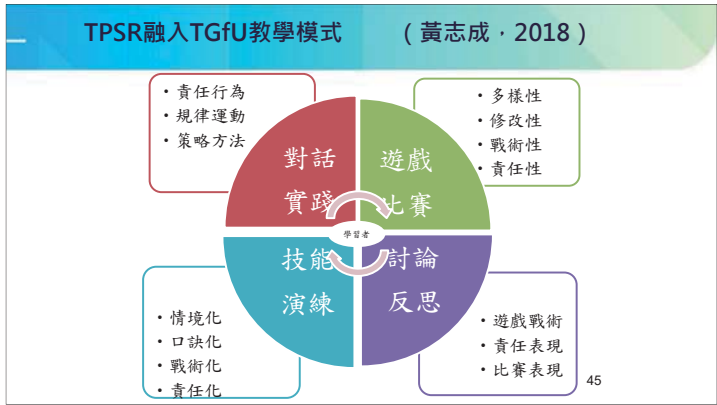 TPSR融入TGfU教學模式 （黃志成，2018）
・責任行為
・規律運動
・策略方法
對話
實踐
・多樣性
・修改性
・戰術性
・責任性
遊戲
比賽
學習者
技能
演練
・情境化
・口訣化
・戰術化
・責任化
討論
反思
・遊戲戰術
・責任表現
・比賽表現
45